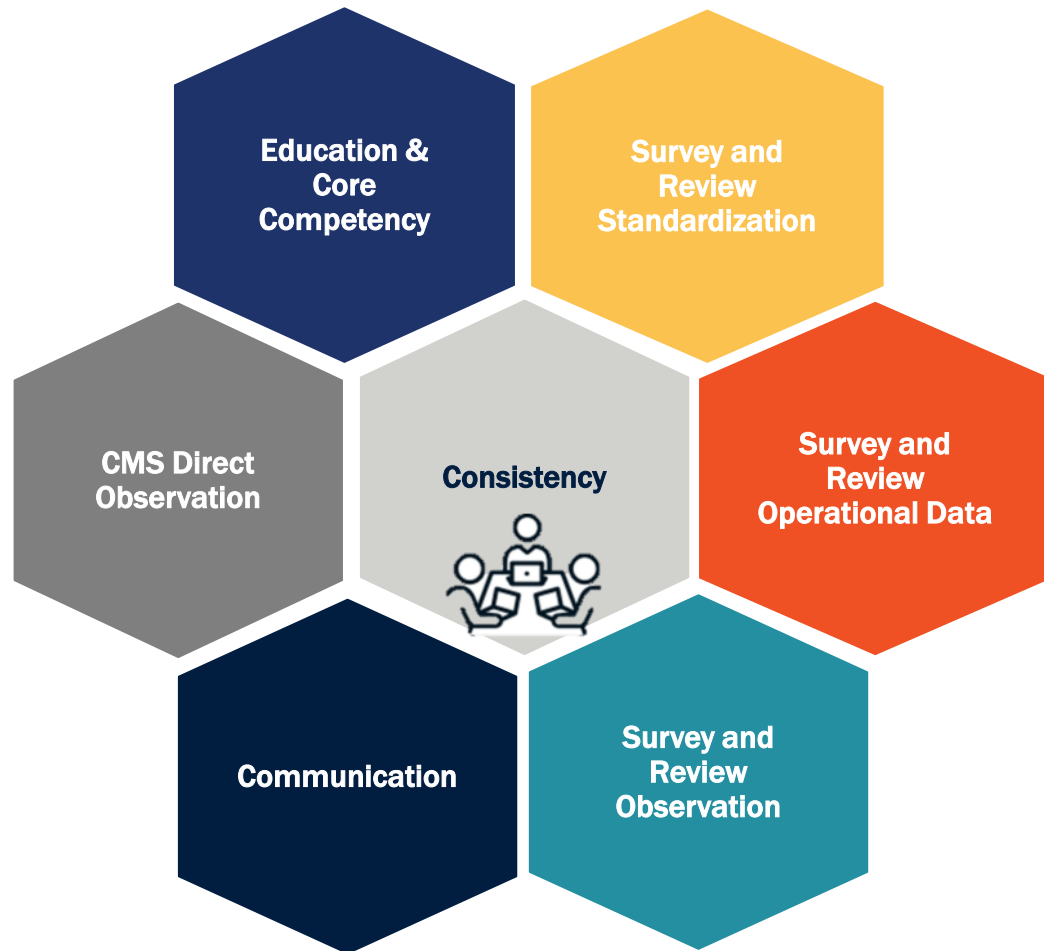 Education &
Core
Competency
Survey and
Review
Standardization
CMS Direct
Observation
Consistency
Survey and
Review
Operational Data
Communication
Survey and
Review
Observation